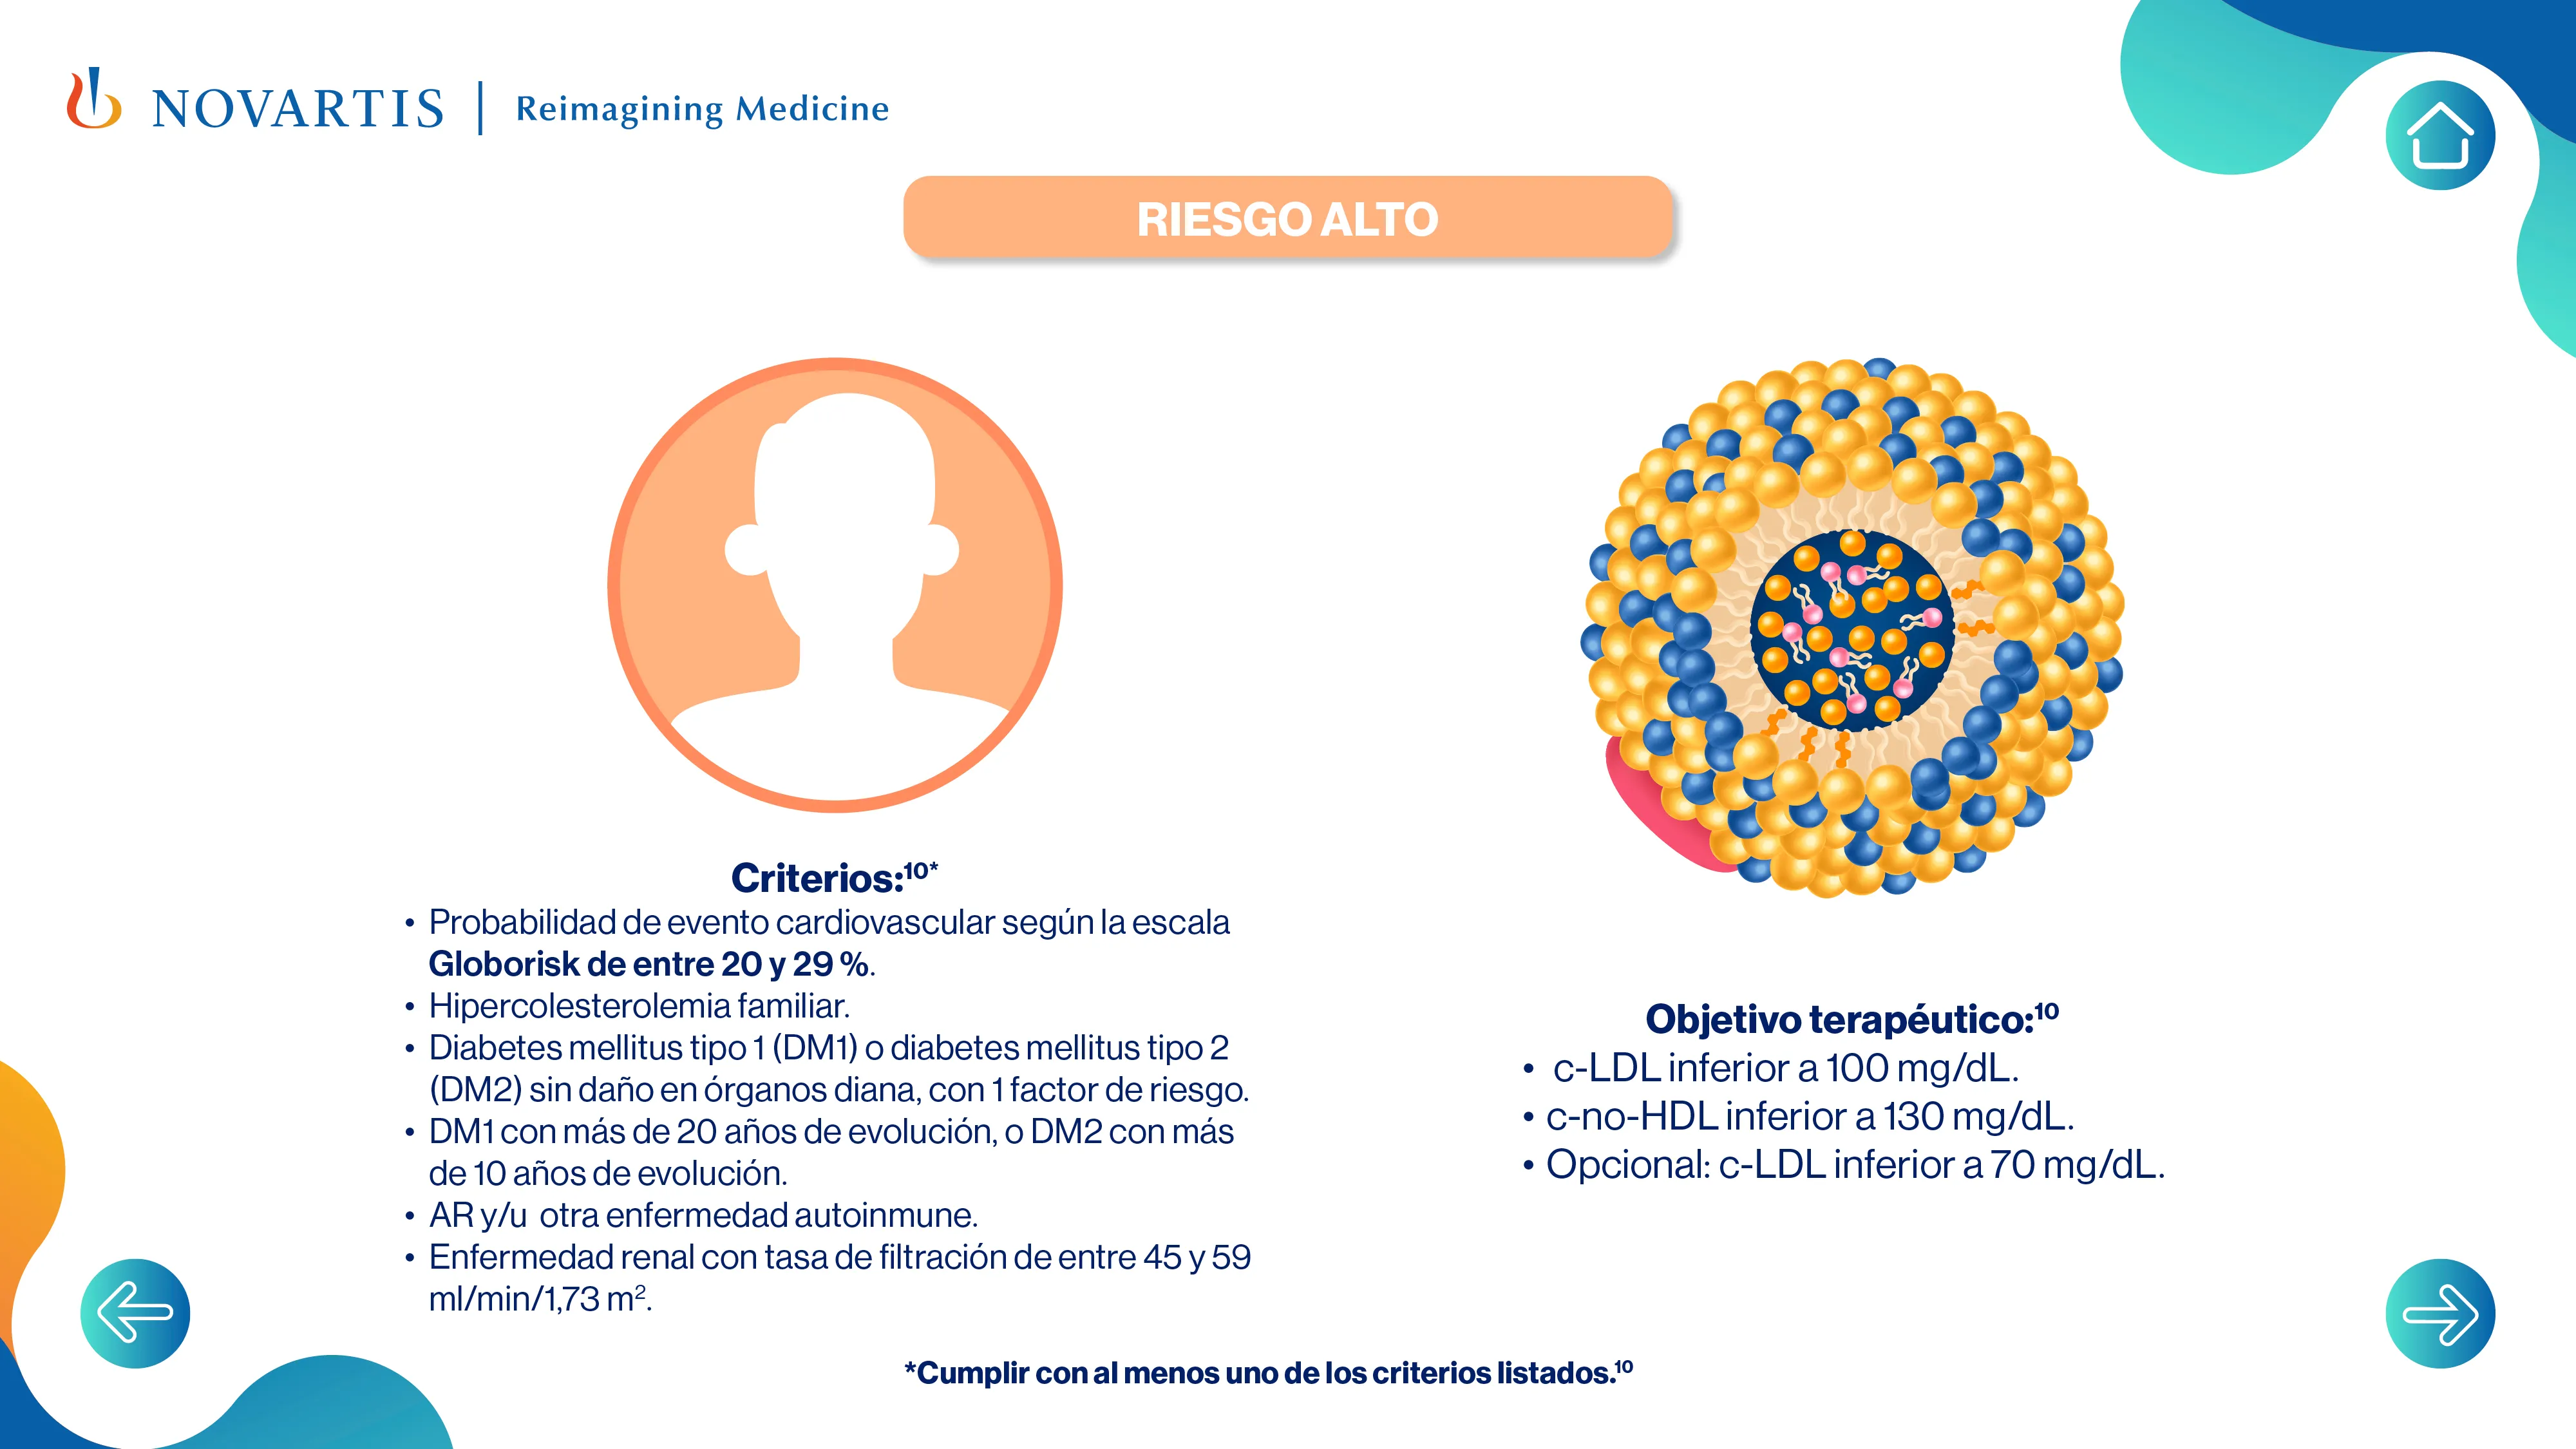 NOVARTIS | Reimagining Medicine
RIESGO ALTO
Criterios:¹⁰*
• Probabilidad de evento cardiovascular según la escala
Globorisk de entre 20 y 29 %.
• Hipercolesterolemia familiar.
• Diabetes mellitus tipo 1 (DM1) o diabetes mellitus tipo 2
(DM2) sin daño en órganos diana, con 1 factor de riesgo.
• DM1 con más de 20 años de evolución, o DM2 con más
de 10 años de evolución.
• AR y/u otra enfermedad autoinmune.
• Enfermedad renal con tasa de filtración de entre 45 y 59
ml/min/1,73 m².
Objetivo terapéutico:¹⁰
• c-LDL inferior a 100 mg/dL.
• c-no-HDL inferior a 130 mg/dL.
• Opcional: c-LDL inferior a 70 mg/dL.
*Cumplir con al menos uno de los criterios listados.¹⁰